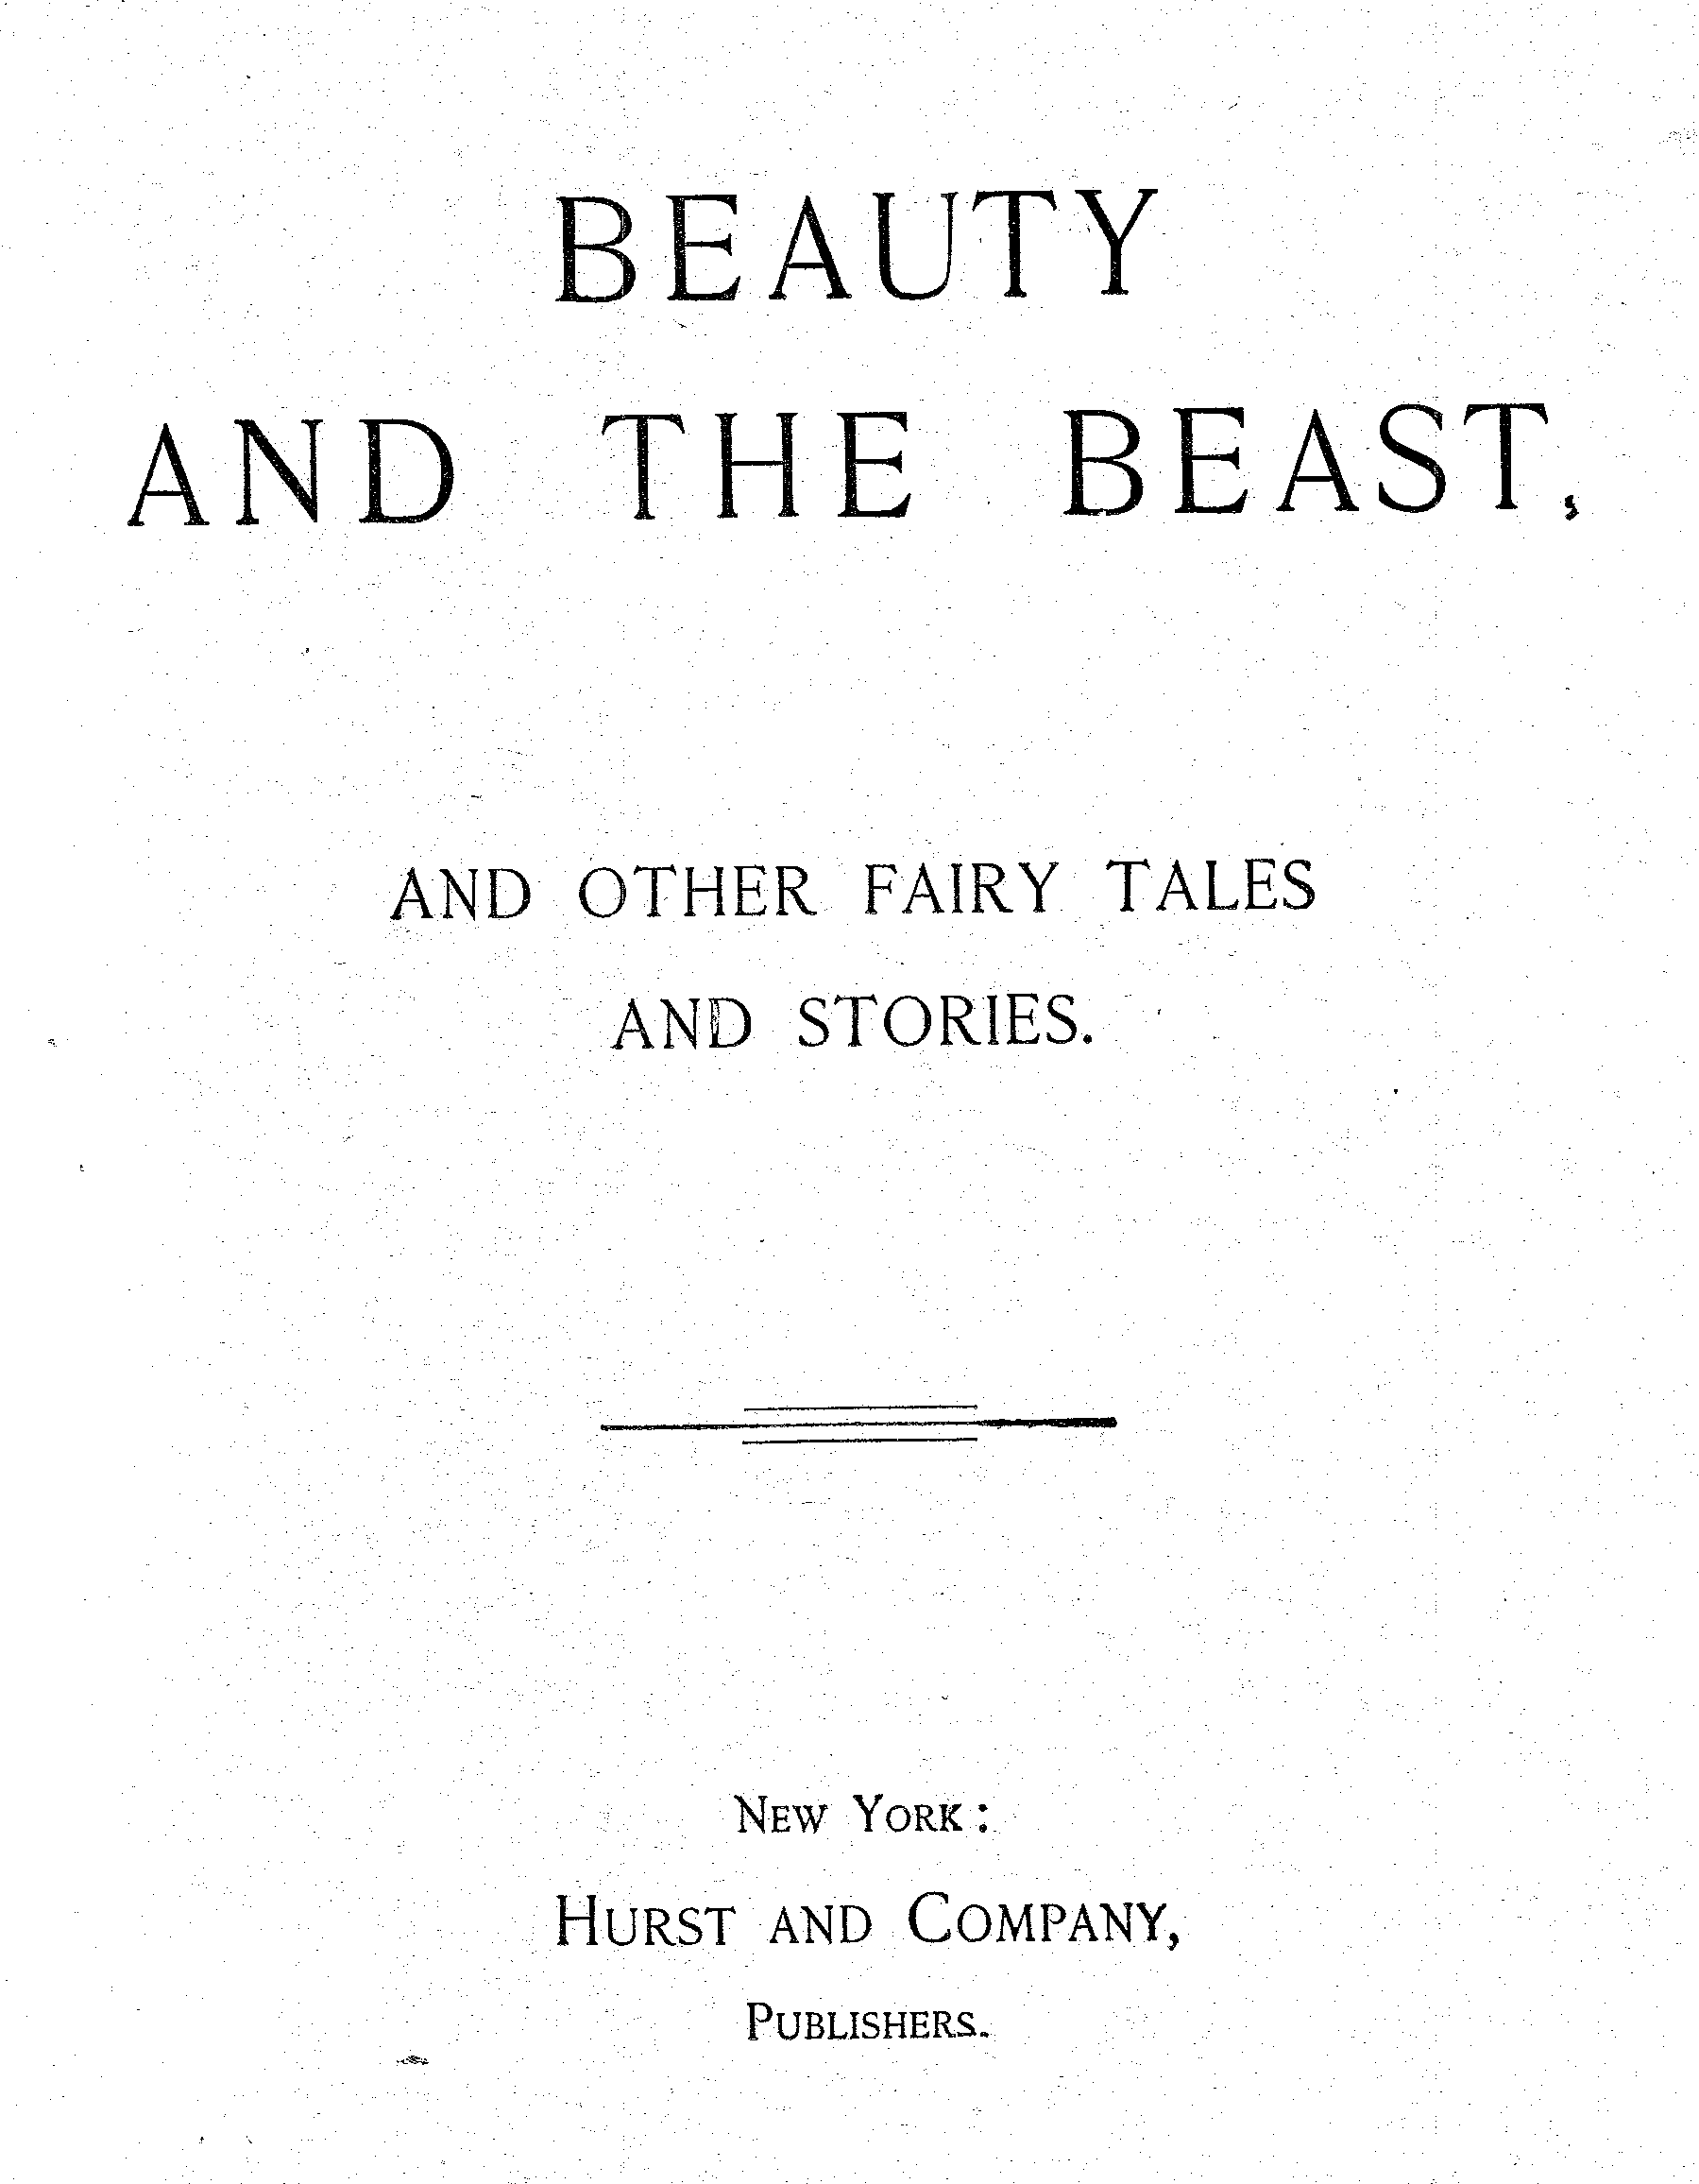 BEAUTY
AND THE BEAST,
AND OTHER FAIRY TALES
AND STORIES.
NEW YORK:
HURST AND COMPANY,
PUBLISHERS.